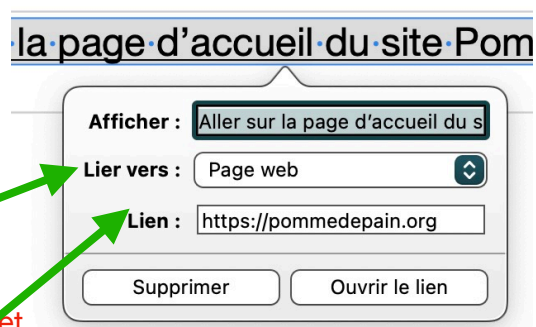 la page d’accueil du site Pom
Afficher : Aller sur la page d’accueil du s
Lier vers : Page web
Lien : https://pommedepain.org
Supprimer Ouvrir le lien
et